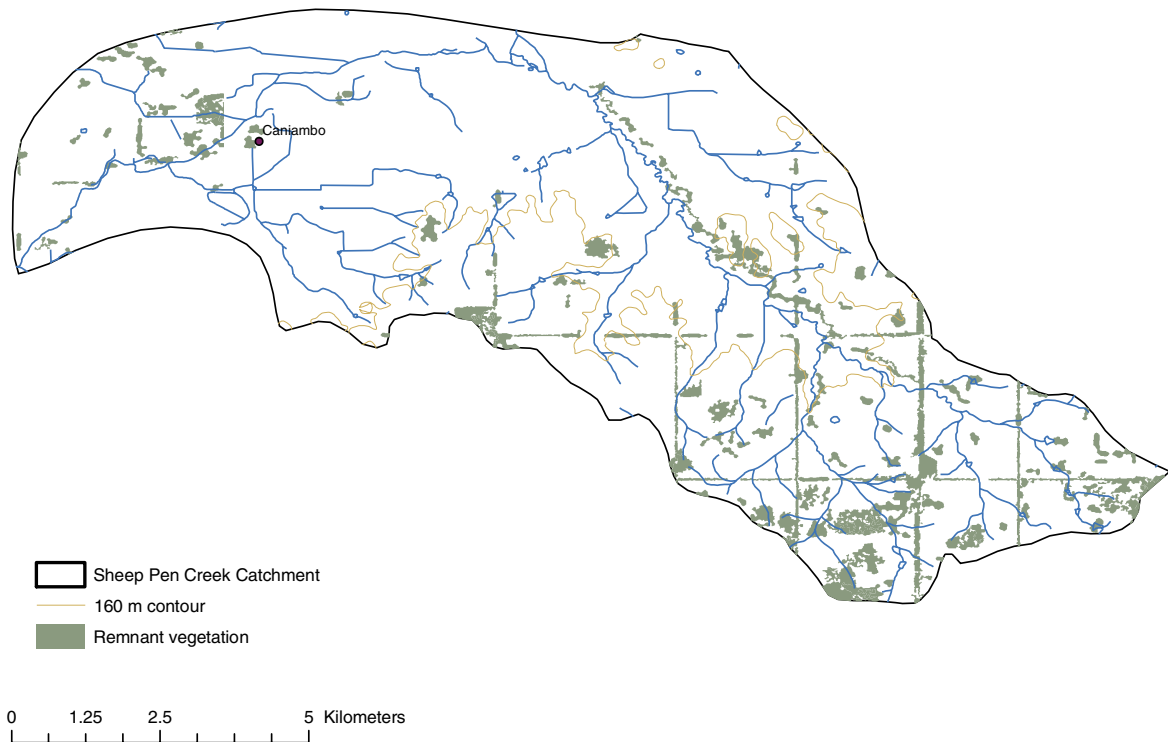 Caniambo
Sheep Pen Creek Catchment
160 m contour
Remnant vegetation
0 1.25 2.5 5 Kilometers